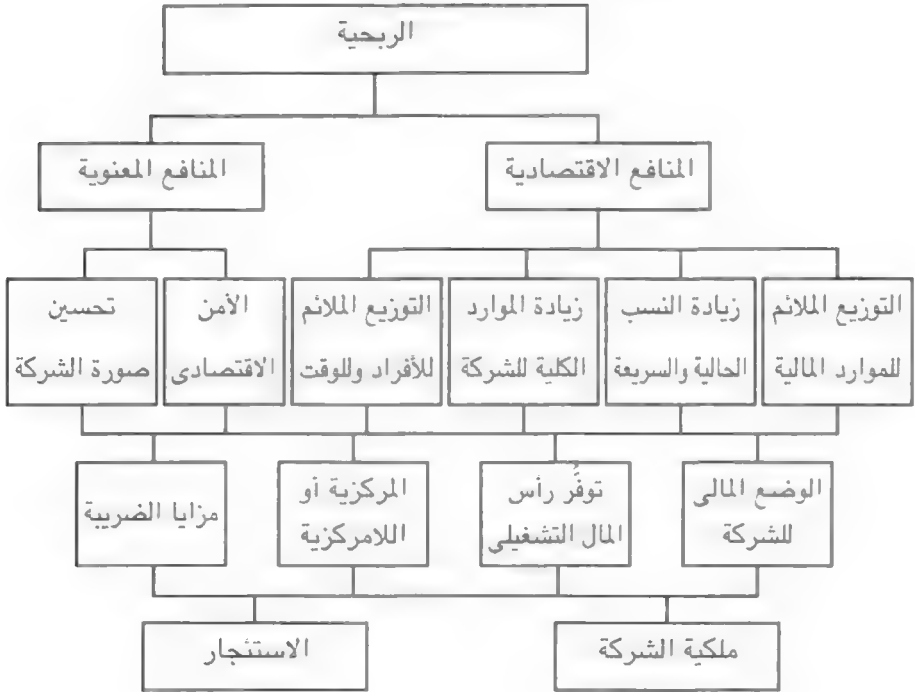 الربحية
المنافع الاقتصادية
المنافع المعنوية
التوزيع الملائم
للموارد المالية
زيادة النسب
الحالية والسريعة
زيادة الموارد
الكلية للشركة
التوزيع الملائم
للأفراد وللوقت
الأمن
الاقتصادى
تحسين
صورة الشركة
الوضع المالى
للشركة
توفُّر رأس
المال التشغيلى
المركزية أو
اللامركزية
مزايا الضريبة
ملكية الشركة
الاستئجار